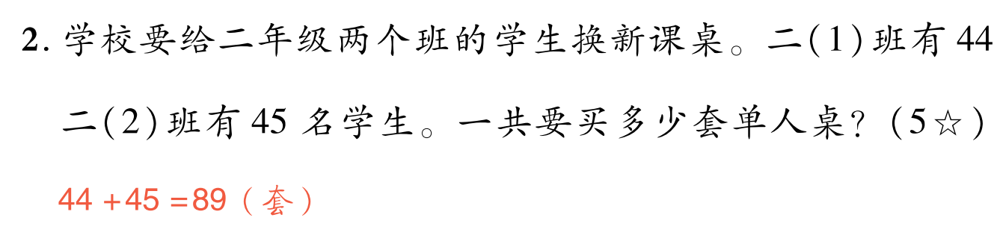 2. 学校要给二年级两个班的学生换新课桌。二(1)班有 44
二(2)班有 45 名学生。一共要买多少套单人桌?(5☆)
44 +45 =89(套)